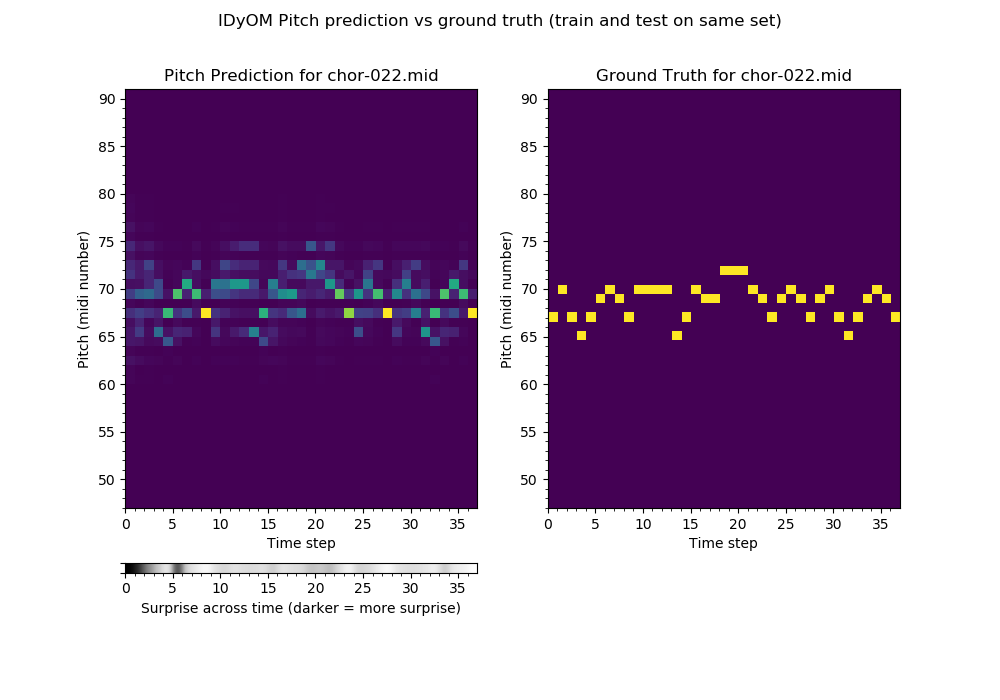 IDyOM Pitch prediction vs ground truth (train and test on same set)
Pitch Prediction for chor-022.mid
Pitch (midi number)
90
85
80
75
70
65
60
55
50
0 5 10 15 20 25 30 35
Time step
0 5 10 15 20 25 30 35
Surprise across time (darker = more surprise)
Ground Truth for chor-022.mid
Pitch (midi number)
90
85
80
75
70
65
60
55
50
0 5 10 15 20 25 30 35
Time step